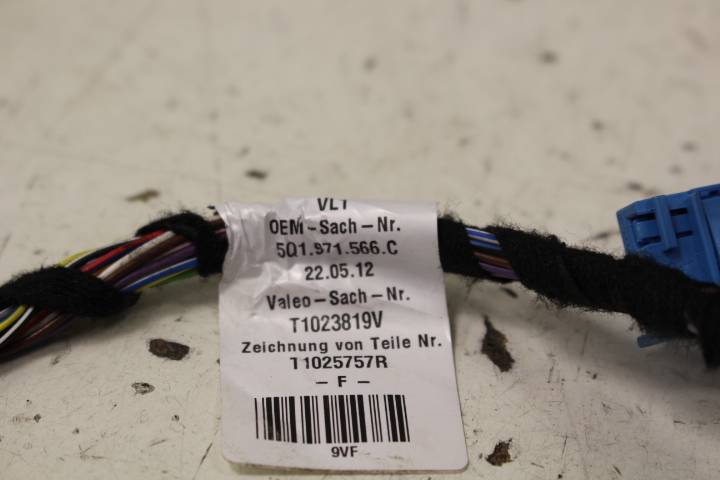 VLT
OEM-Sach-Nr.
5Q1.971.566.C
22.05.12
Valeo-Sach-Nr.
T1023819V
Zeichnung von Teile Nr.
T1025757R
- F -
9VF